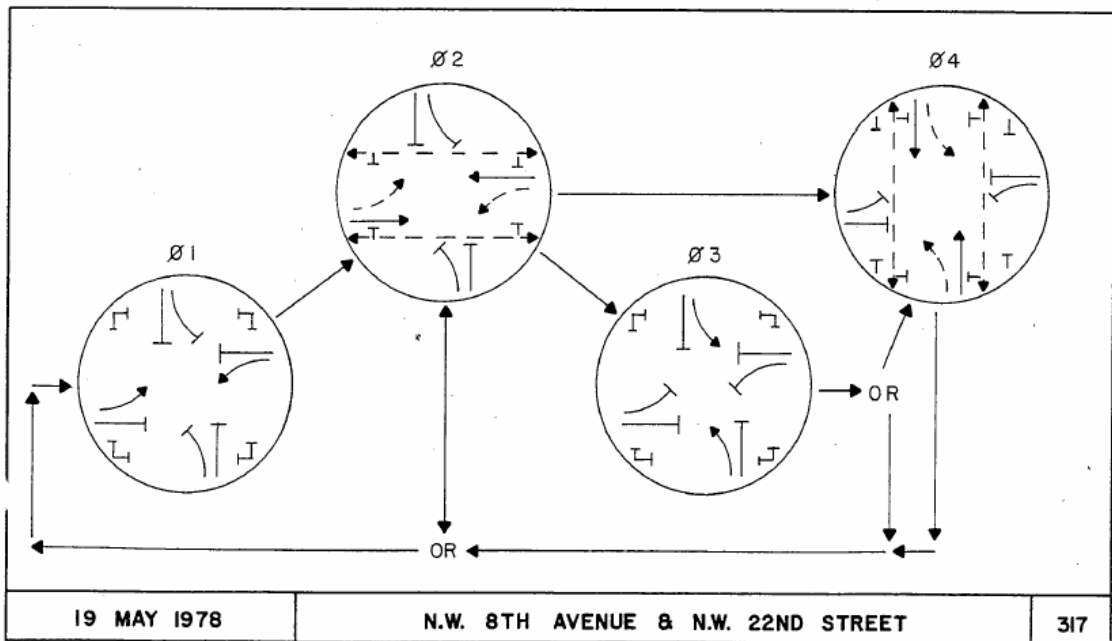 Ø2
Ø4
Ø1
Ø3
OR
OR
19 MAY 1978
N.W. 8TH AVENUE & N.W. 22ND STREET
317